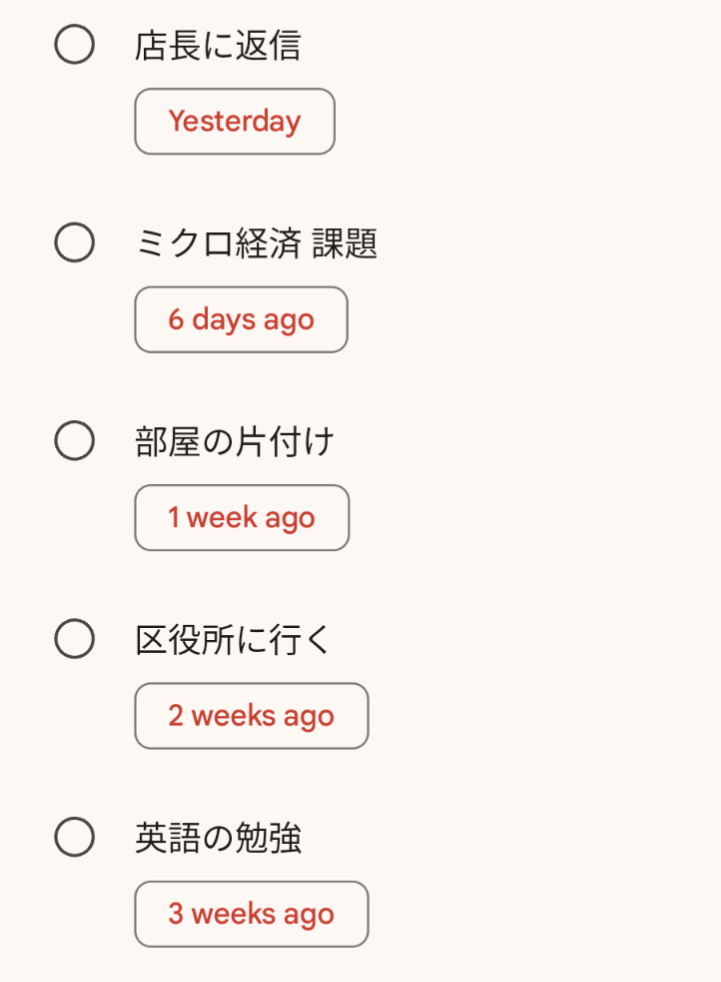 店長に返信
Yesterday
ミクロ経済 課題
6 days ago
部屋の片付け
1 week ago
区役所に行く
2 weeks ago
英語の勉強
3 weeks ago